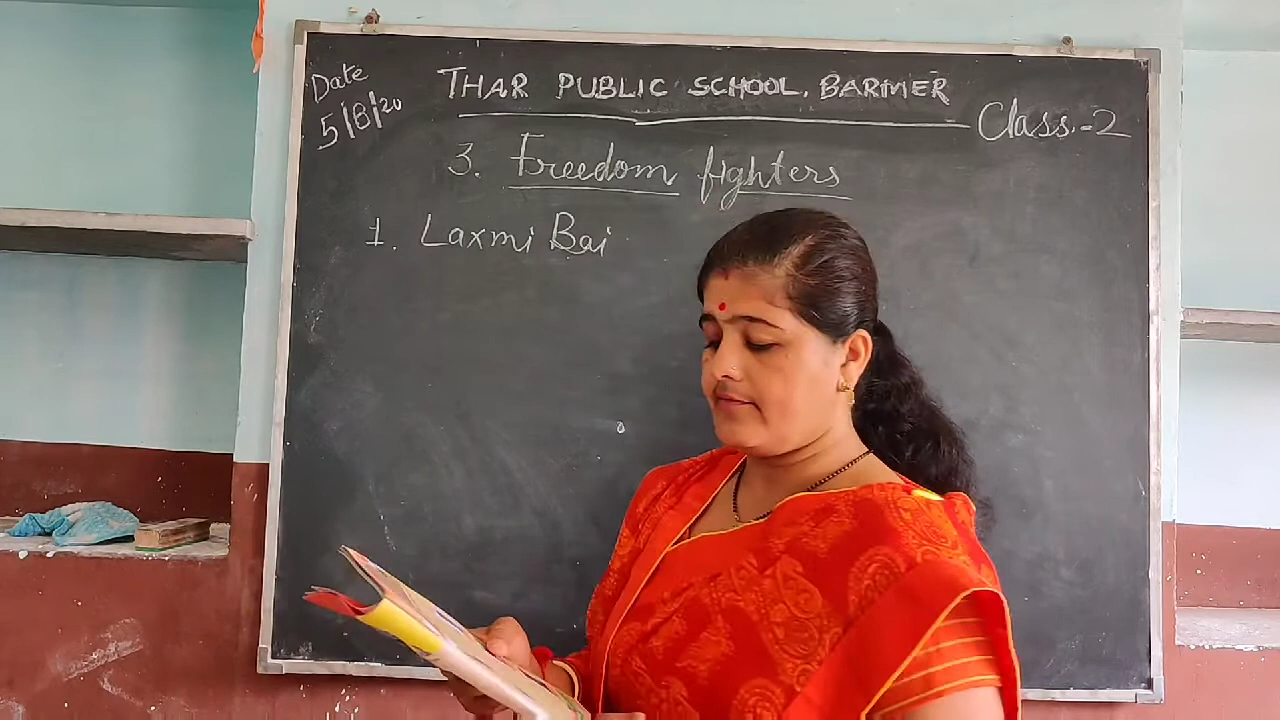 Date
5/8/20
THAR PUBLIC SCHOOL, BARMER
Class.-2
3. Freedom fighters
1. Laxmi Bai